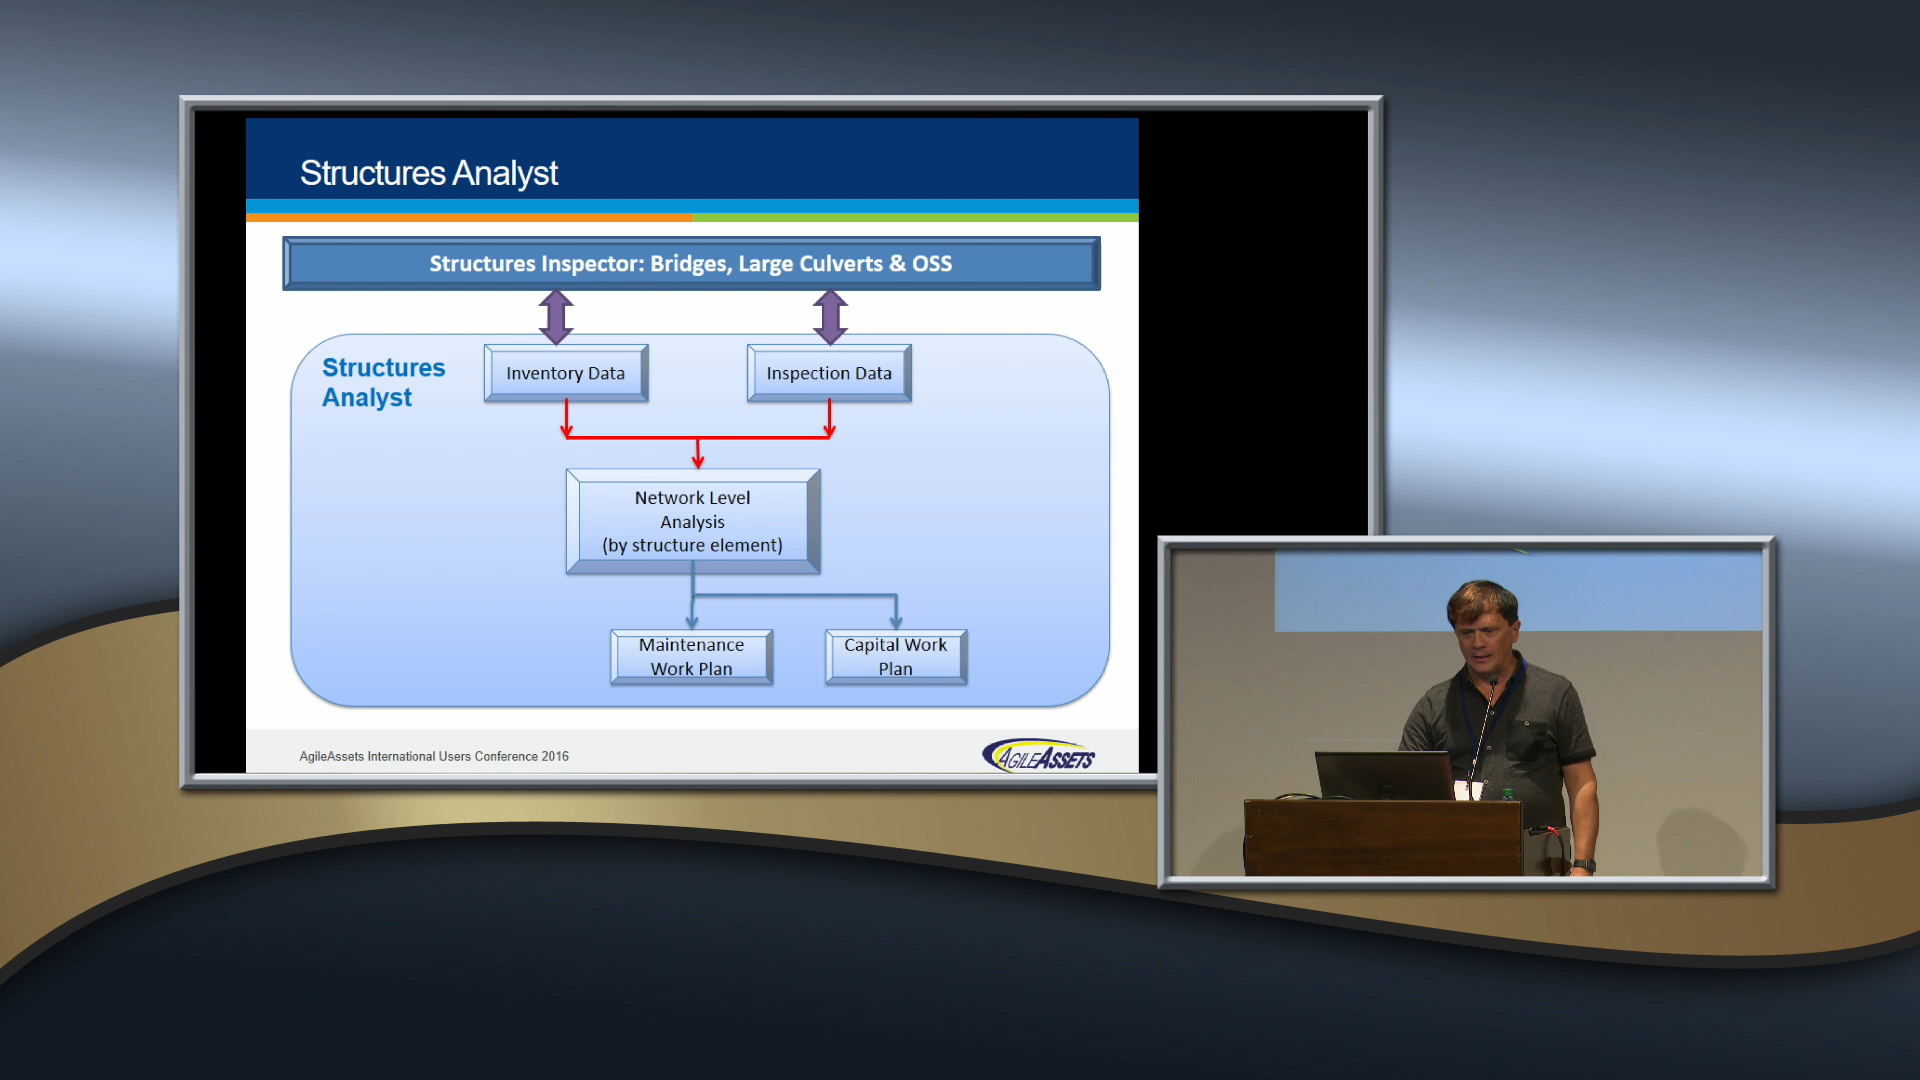 Structures Analyst
Structures Inspector: Bridges, Large Culverts & OSS
Structures
Analyst
Inventory Data
Inspection Data
Network Level
Analysis
(by structure element)
Maintenance
Work Plan
Capital Work
Plan
AgileAssets International Users Conference 2016
AGILEASSETS